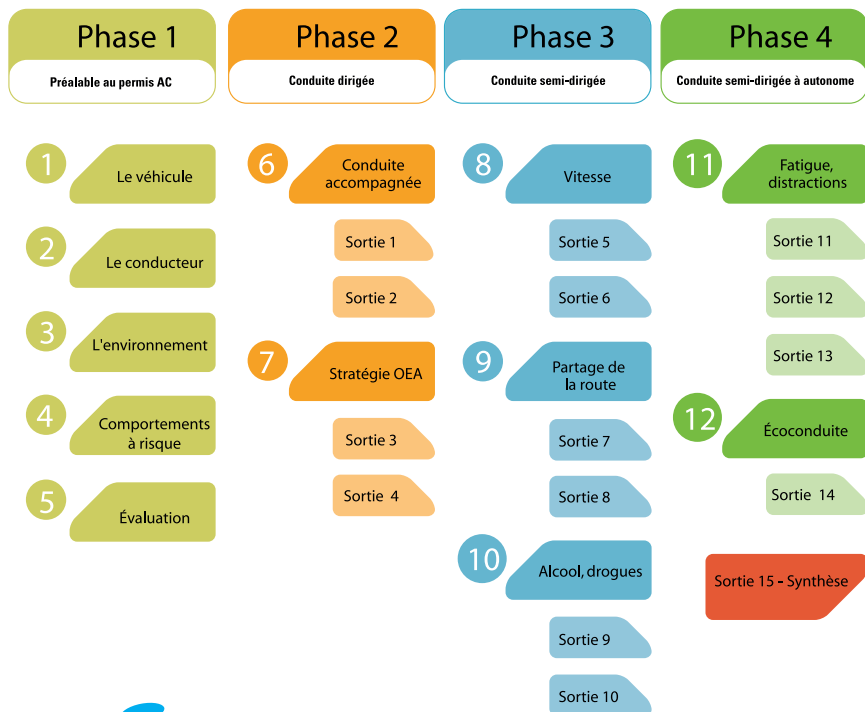 Phase 1
Préalable au permis AC
1
Le véhicule
2
Le conducteur
3
L'environnement
4
Comportements
à risque
5
Évaluation
Phase 2
Conduite dirigée
6
Conduite
accompagnée
Sortie 1
Sortie 2
7
Stratégie OEA
Sortie 3
Sortie 4
Phase 3
Conduite semi-dirigée
8
Vitesse
Sortie 5
Sortie 6
9
Partage de
la route
Sortie 7
Sortie 8
10
Alcool, drogues
Sortie 9
Sortie 10
Phase 4
Conduite semi-dirigée à autonome
11
Fatigue,
distractions
Sortie 11
Sortie 12
Sortie 13
12
Écoconduite
Sortie 14
Sortie 15 - Synthèse